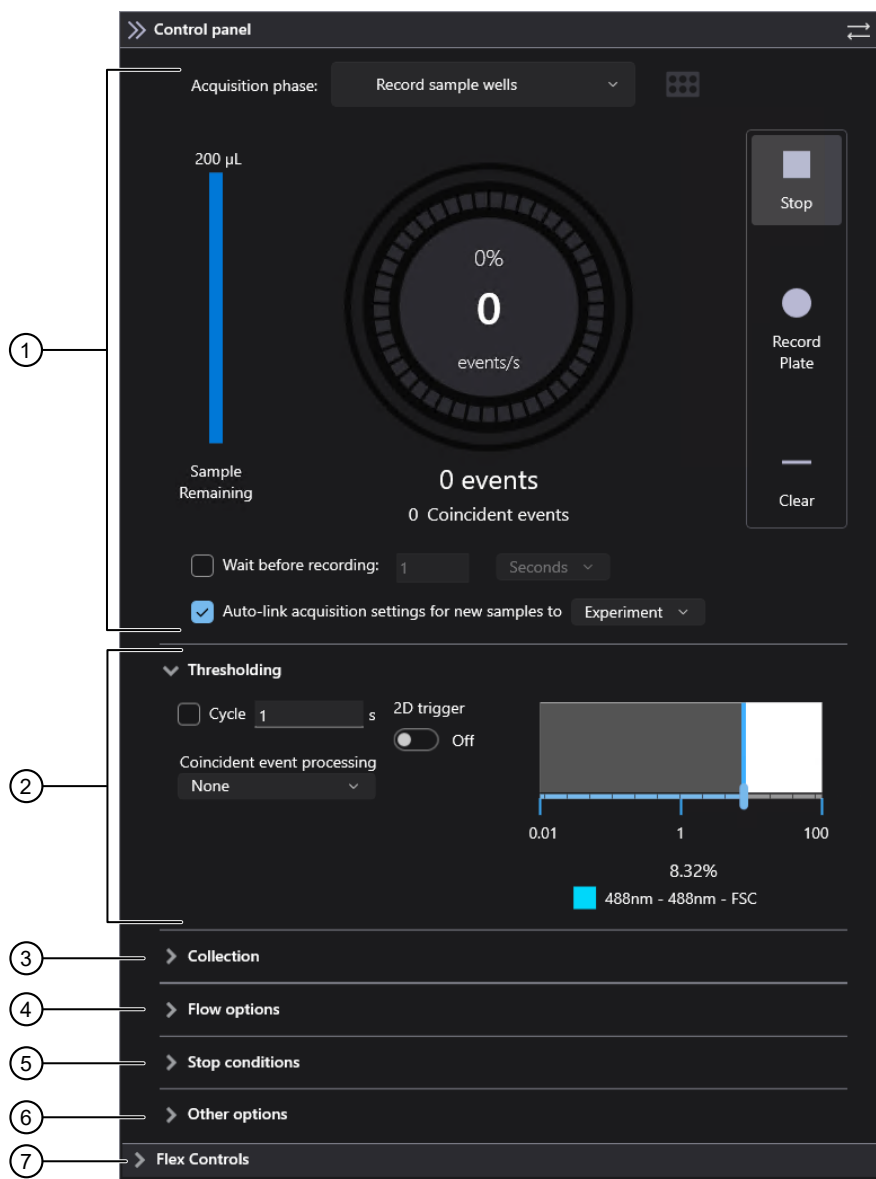 Control panel
Acquisition phase: Record sample wells
200 µL
Stop
0%
0
events/s
Record
Plate
1
Sample
Remaining
0 events
0 Coincident events
Clear
Wait before recording: 1 Seconds
Auto-link acquisition settings for new samples to Experiment
Thresholding
Cycle 1 s
2D trigger
Off
Coincident event processing
None
2
0.01 1 100
8.32%
488nm - 488nm - FSC
3 Collection
4 Flow options
5 Stop conditions
6 Other options
7 Flex Controls